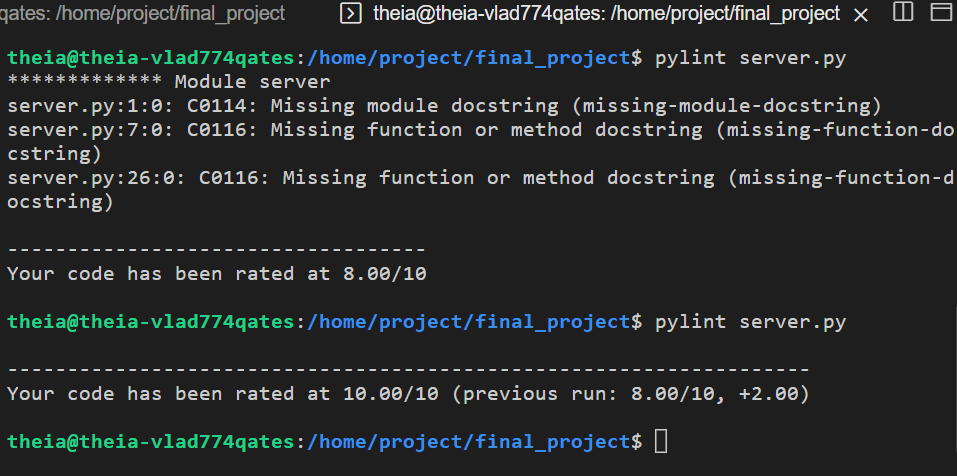 qates: /home/project/final_project theia@theia-vlad774qates: /home/project/final_project
theia@theia-vlad774qates:/home/project/final_project$ pylint server.py
************* Module server
server.py:1:0: C0114: Missing module docstring (missing-module-docstring)
server.py:7:0: C0116: Missing function or method docstring (missing-function-do
cstring)
server.py:26:0: C0116: Missing function or method docstring (missing-function-d
ocstring)
-----------------------------------
Your code has been rated at 8.00/10
theia@theia-vlad774qates:/home/project/final_project$ pylint server.py
-------------------------------------------------------------------
Your code has been rated at 10.00/10 (previous run: 8.00/10, +2.00)
theia@theia-vlad774qates:/home/project/final_project$